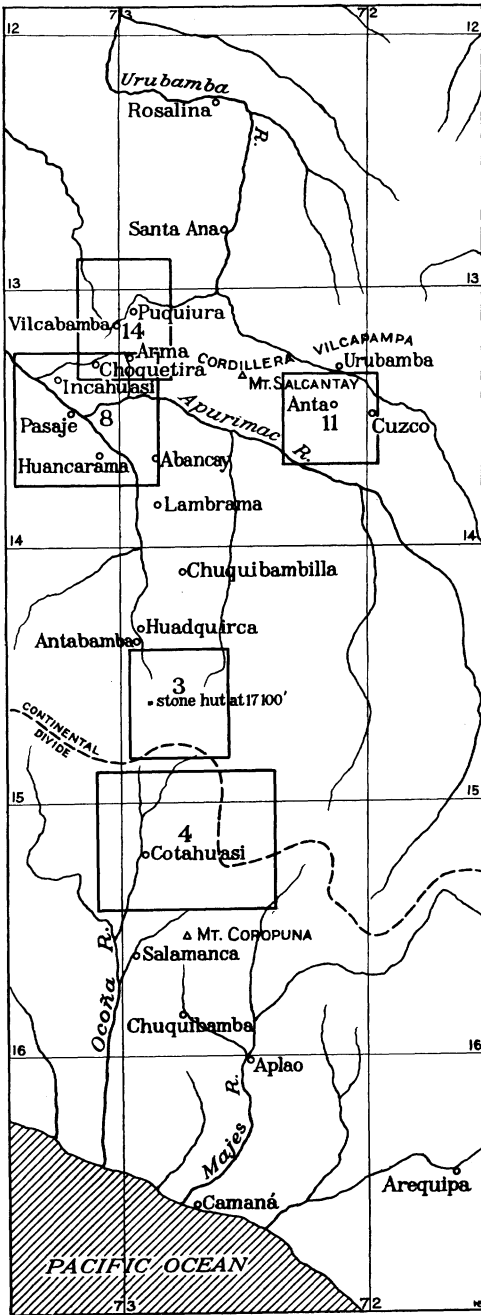 73
72
12
12
Urubamba
Rosalina
R.
Santa Ana
13
13
Puquiura
Vilcabamba
14
Arma
CORDILLERA
VILCAPAMPA
Choquetira
Urubamba
MT. SALCANTAY
Incahuasi
Anta
Pasaje
8
Apurimac
11
Cuzco
R.
Huancarama
Abancay
Lambrama
14
14
Chuquibambilla
Huadquirca
Antabamba
3
stone hut at 17100'
CONTINENTAL
DIVIDE
15
15
4
Cotahuasi
MT. COROPUNA
Salamanca
Ocoña R.
Chuquibamba
16
16
Aplao
Majes R.
Arequipa
Camaná
PACIFIC OCEAN
73
72